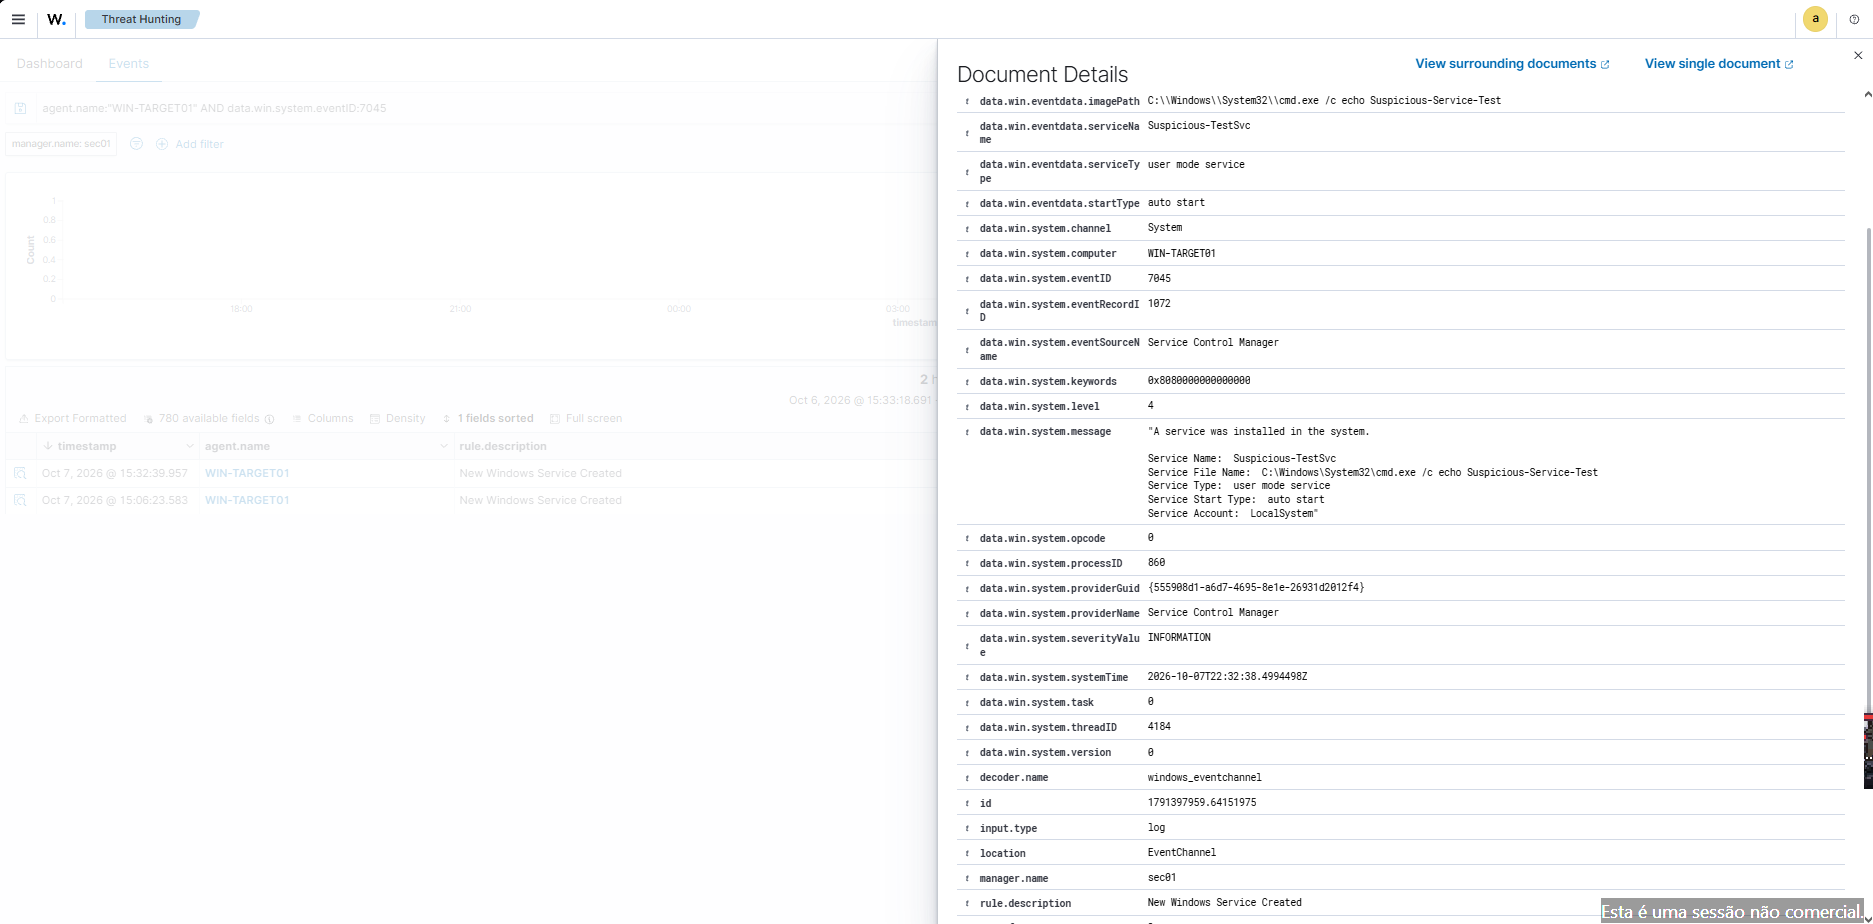 W. Threat Hunting a
Dashboard Events
agent.name:"WIN-TARGET01" AND data.win.system.eventID:7045
manager.name: sec01 Add filter
1
0.8
0.6
0.4
0.2
0
Count
18:00 21:00 00:00 03:00
timestam
2 h
Oct 6, 2026 @ 15:33:18.691 -
Export Formatted 780 available fields Columns Density 1 fields sorted Full screen
timestamp agent.name rule.description
Oct 7, 2026 @ 15:32:39.957 WIN-TARGET01 New Windows Service Created
Oct 7, 2026 @ 15:06:23.583 WIN-TARGET01 New Windows Service Created
Document Details View surrounding documents View single document
t data.win.eventdata.imagePath C:\\Windows\\System32\\cmd.exe /c echo Suspicious-Service-Test
t data.win.eventdata.serviceNa Suspicious-TestSvc
me
t data.win.eventdata.serviceTy user mode service
pe
t data.win.eventdata.startType auto start
t data.win.system.channel System
t data.win.system.computer WIN-TARGET01
t data.win.system.eventID 7045
t data.win.system.eventRecordI 1072
D
t data.win.system.eventSourceN Service Control Manager
ame
t data.win.system.keywords 0x8080000000000000
t data.win.system.level 4
t data.win.system.message "A service was installed in the system.
Service Name:  Suspicious-TestSvc
Service File Name:  C:\Windows\System32\cmd.exe /c echo Suspicious-Service-Test
Service Type:  user mode service
Service Start Type:  auto start
Service Account:  LocalSystem"
t data.win.system.opcode 0
t data.win.system.processID 860
t data.win.system.providerGuid {555908d1-a6d7-4695-8e1e-26931d2012f4}
t data.win.system.providerName Service Control Manager
t data.win.system.severityValu INFORMATION
e
t data.win.system.systemTime 2026-10-07T22:32:38.4994498Z
t data.win.system.task 0
t data.win.system.threadID 4184
t data.win.system.version 0
t decoder.name windows_eventchannel
t id 1791397959.64151975
t input.type log
t location EventChannel
t manager.name sec01
t rule.description New Windows Service Created
Esta é uma sessão não comercial.